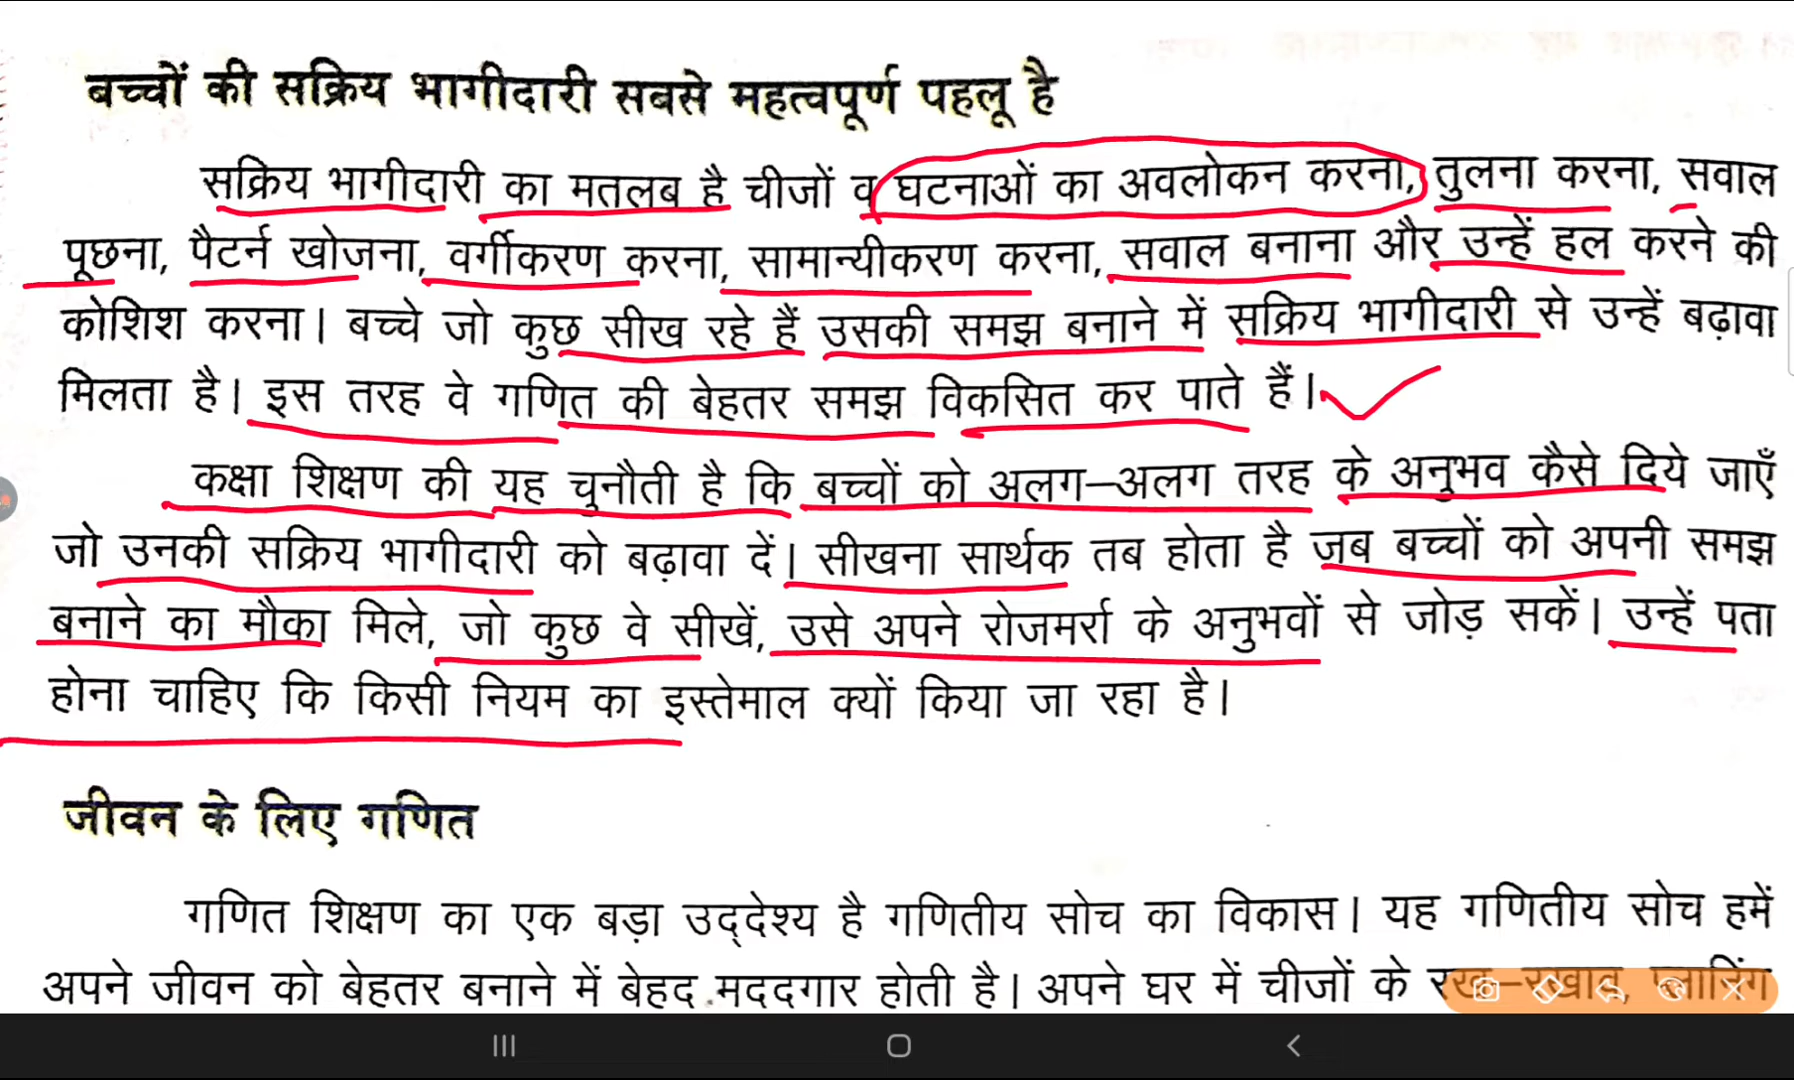 बच्चों की सक्रिय भागीदारी सबसे महत्वपूर्ण पहलू है
सक्रिय भागीदारी का मतलब है चीजों व घटनाओं का अवलोकन करना, तुलना करना, सवाल
पूछना, पैटर्न खोजना, वर्गीकरण करना, सामान्यीकरण करना, सवाल बनाना और उन्हें हल करने की
कोशिश करना। बच्चे जो कुछ सीख रहे हैं उसकी समझ बनाने में सक्रिय भागीदारी से उन्हें बढ़ावा
मिलता है। इस तरह वे गणित की बेहतर समझ विकसित कर पाते हैं।
कक्षा शिक्षण की यह चुनौती है कि बच्चों को अलग–अलग तरह के अनुभव कैसे दिये जाएँ
जो उनकी सक्रिय भागीदारी को बढ़ावा दें। सीखना सार्थक तब होता है जब बच्चों को अपनी समझ
बनाने का मौका मिले, जो कुछ वे सीखें, उसे अपने रोजमर्रा के अनुभवों से जोड़ सकें। उन्हें पता
होना चाहिए कि किसी नियम का इस्तेमाल क्यों किया जा रहा है।
जीवन के लिए गणित
गणित शिक्षण का एक बड़ा उद्देश्य है गणितीय सोच का विकास। यह गणितीय सोच हमें
अपने जीवन को बेहतर बनाने में बेहद मददगार होती है। अपने घर में चीजों के रख–रखाव, प्लानिंग